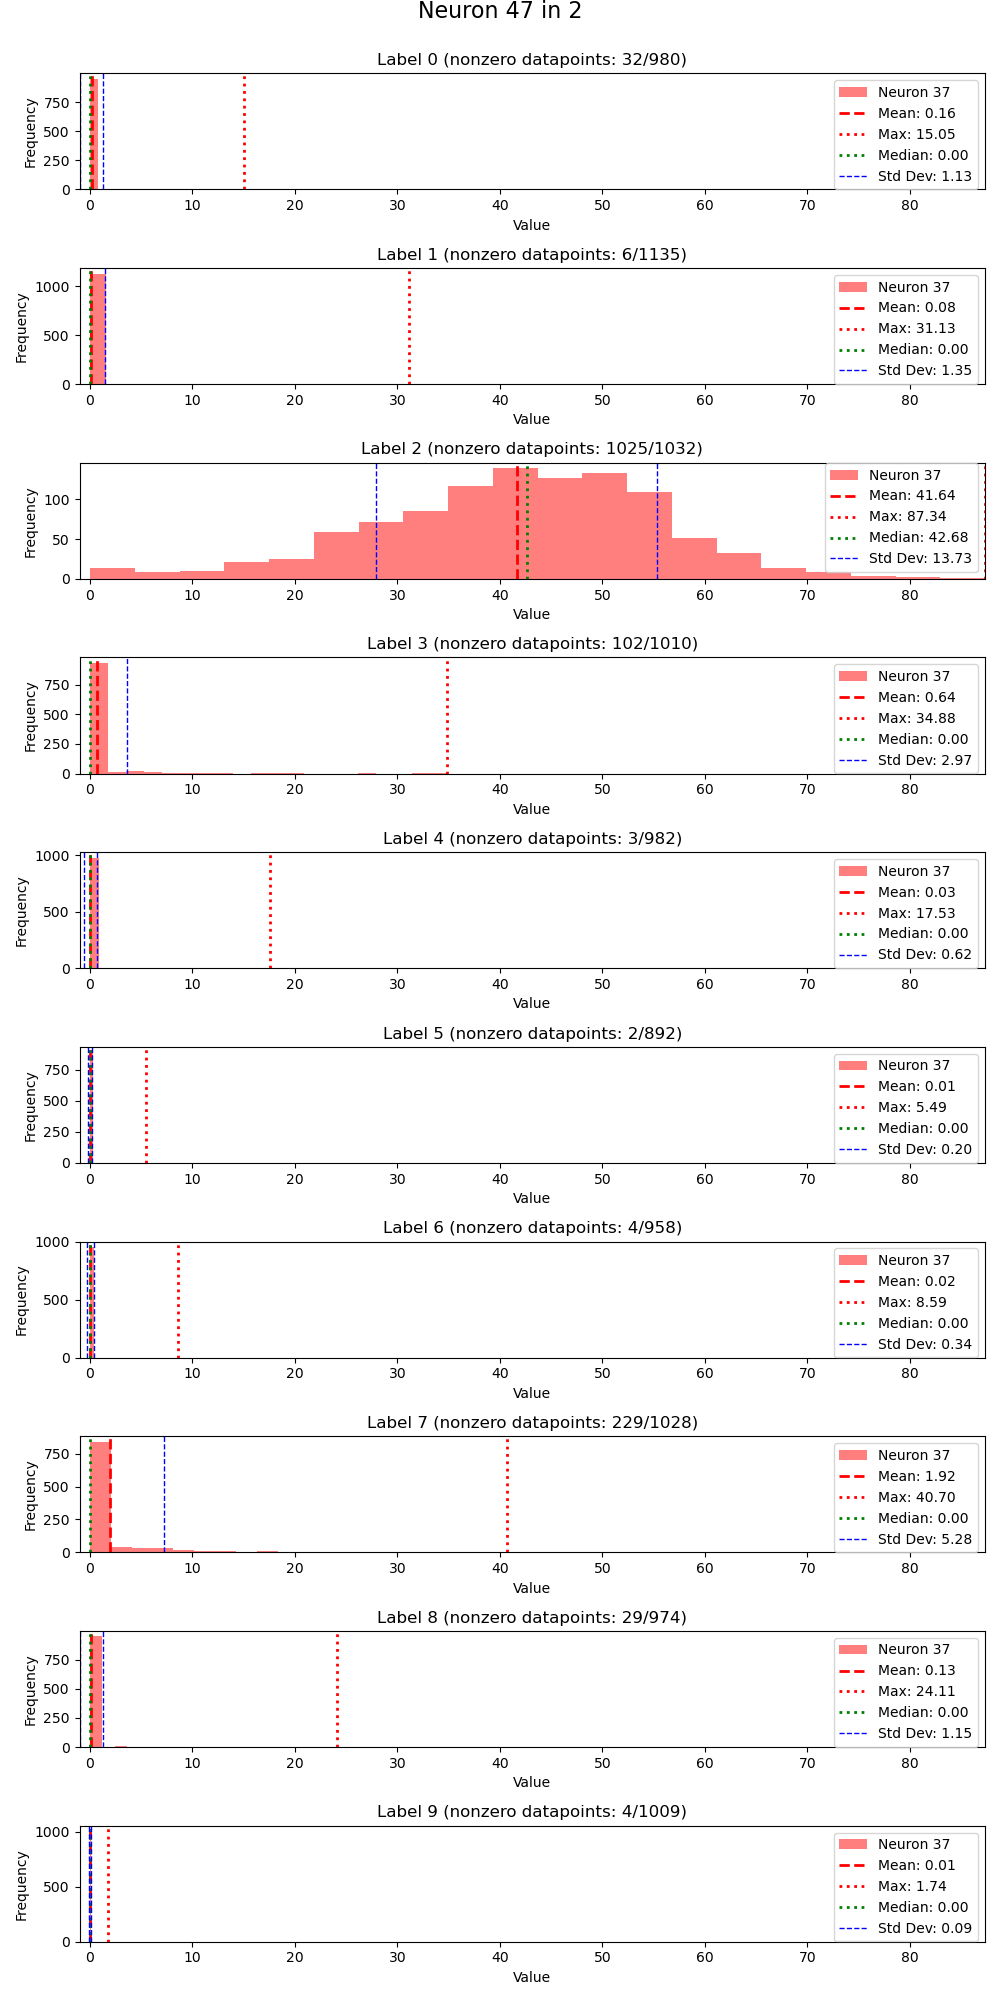 Neuron 47 in 2
Label 0 (nonzero datapoints: 32/980)
Frequency
750
500
250
0
0 10 20 30 40 50 60 70 80
Value
Neuron 37
Mean: 0.16
Max: 15.05
Median: 0.00
Std Dev: 1.13
Label 1 (nonzero datapoints: 6/1135)
Frequency
1000
500
0
0 10 20 30 40 50 60 70 80
Value
Neuron 37
Mean: 0.08
Max: 31.13
Median: 0.00
Std Dev: 1.35
Label 2 (nonzero datapoints: 1025/1032)
Frequency
100
50
0
0 10 20 30 40 50 60 70 80
Value
Neuron 37
Mean: 41.64
Max: 87.34
Median: 42.68
Std Dev: 13.73
Label 3 (nonzero datapoints: 102/1010)
Frequency
750
500
250
0
0 10 20 30 40 50 60 70 80
Value
Neuron 37
Mean: 0.64
Max: 34.88
Median: 0.00
Std Dev: 2.97
Label 4 (nonzero datapoints: 3/982)
Frequency
1000
500
0
0 10 20 30 40 50 60 70 80
Value
Neuron 37
Mean: 0.03
Max: 17.53
Median: 0.00
Std Dev: 0.62
Label 5 (nonzero datapoints: 2/892)
Frequency
750
500
250
0
0 10 20 30 40 50 60 70 80
Value
Neuron 37
Mean: 0.01
Max: 5.49
Median: 0.00
Std Dev: 0.20
Label 6 (nonzero datapoints: 4/958)
Frequency
1000
500
0
0 10 20 30 40 50 60 70 80
Value
Neuron 37
Mean: 0.02
Max: 8.59
Median: 0.00
Std Dev: 0.34
Label 7 (nonzero datapoints: 229/1028)
Frequency
750
500
250
0
0 10 20 30 40 50 60 70 80
Value
Neuron 37
Mean: 1.92
Max: 40.70
Median: 0.00
Std Dev: 5.28
Label 8 (nonzero datapoints: 29/974)
Frequency
750
500
250
0
0 10 20 30 40 50 60 70 80
Value
Neuron 37
Mean: 0.13
Max: 24.11
Median: 0.00
Std Dev: 1.15
Label 9 (nonzero datapoints: 4/1009)
Frequency
1000
500
0
0 10 20 30 40 50 60 70 80
Value
Neuron 37
Mean: 0.01
Max: 1.74
Median: 0.00
Std Dev: 0.09